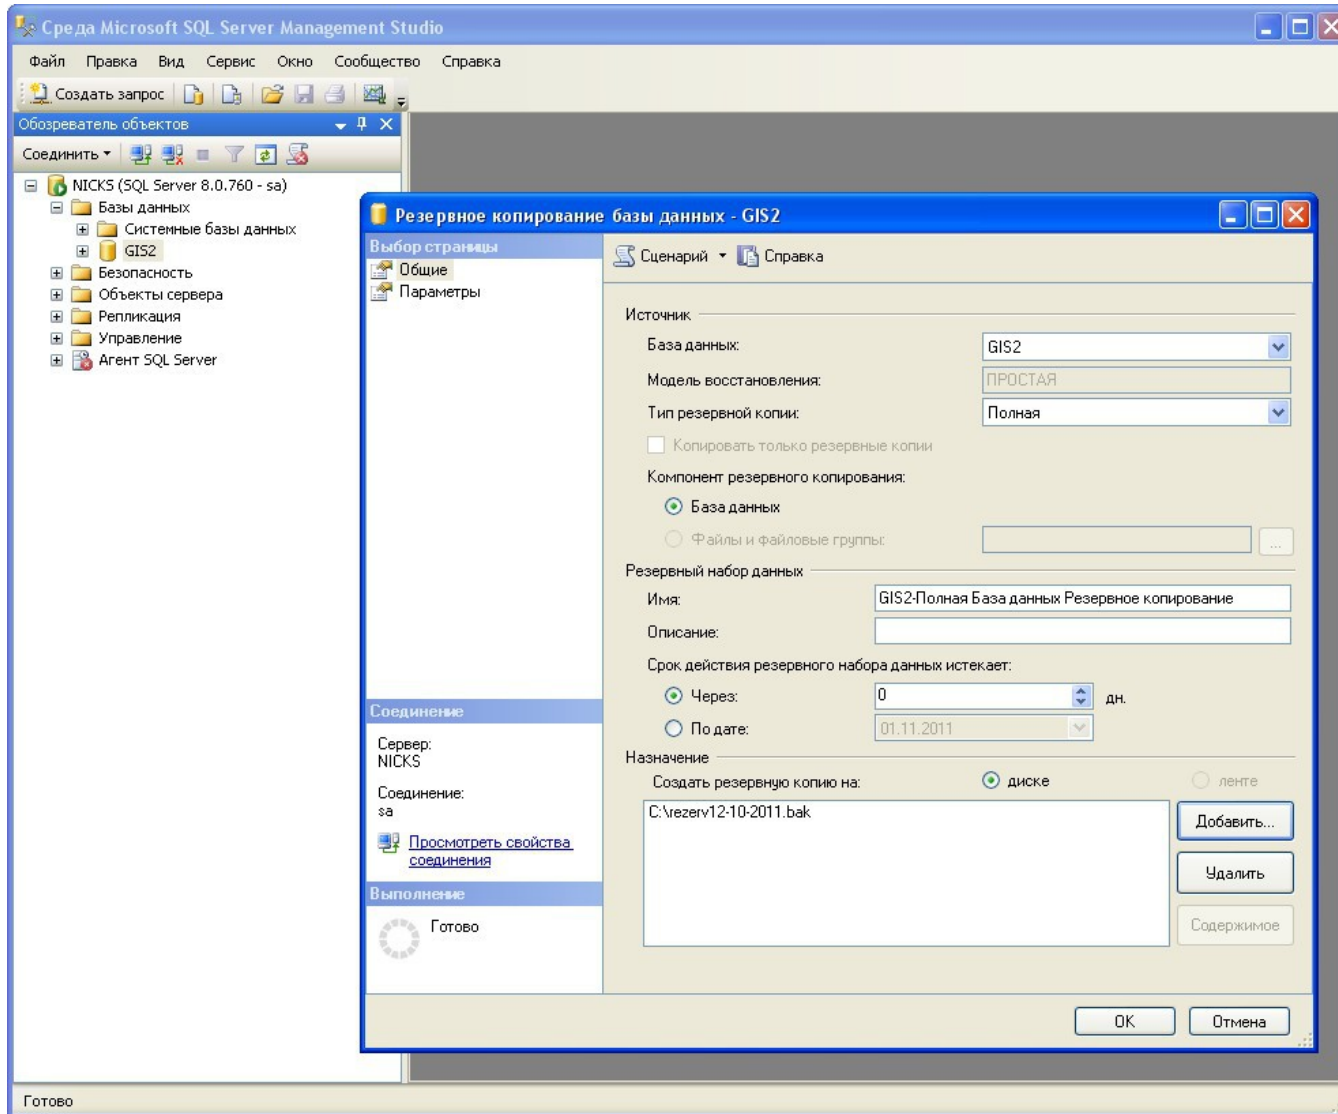 Среда Microsoft SQL Server Management Studio
Файл Правка Вид Сервис Окно Сообщество Справка
Создать запрос
Обозреватель объектов
Соединить
NICKS (SQL Server 8.0.760 - sa)
Базы данных
Системные базы данных
GIS2
Безопасность
Объекты сервера
Репликация
Управление
Агент SQL Server
Резервное копирование базы данных - GIS2
Выбор страницы
Общие
Параметры
Сценарий Справка
Источник
База данных: GIS2
Модель восстановления: ПРОСТАЯ
Тип резервной копии: Полная
Копировать только резервные копии
Компонент резервного копирования:
База данных
Файлы и файловые группы: ...
Резервный набор данных
Имя: GIS2-Полная База данных Резервное копирование
Описание:
Срок действия резервного набора данных истекает:
Через: 0 дн.
По дате: 01.11.2011
Назначение
Создать резервную копию на: диске ленте
C:\rezerv12-10-2011.bak
Добавить...
Удалить
Содержимое
Соединение
Сервер:
NICKS
Соединение:
sa
Просмотреть свойства
соединения
Выполнение
Готово
OK Отмена
Готово